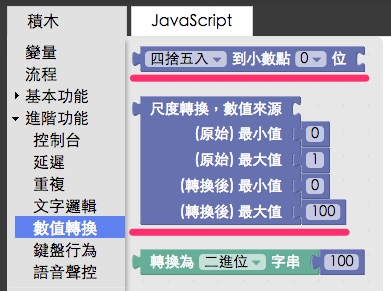 積木
JavaScript
變量
流程
基本功能
進階功能
控制台
延遲
重複
文字邏輯
數值轉換
鍵盤行為
語音聲控
四捨五入 到小數點 0 位
尺度轉換，數值來源
(原始) 最小值 0
(原始) 最大值 1
(轉換後) 最小值 0
(轉換後) 最大值 100
轉換為 二進位 字串 100